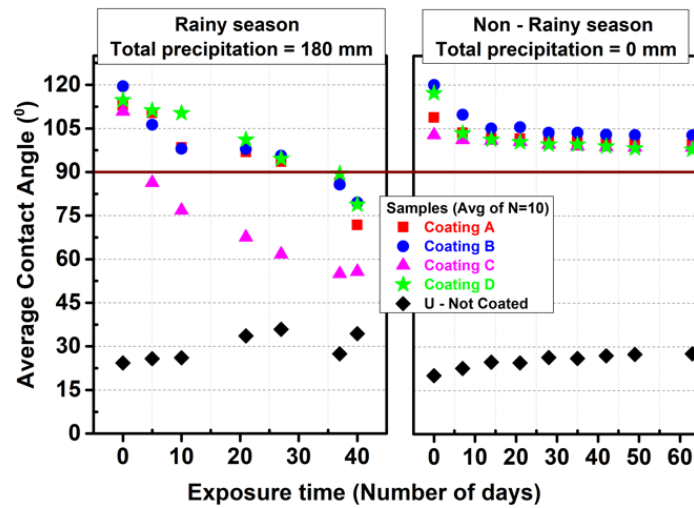 Rainy season
Total precipitation = 180 mm
Non - Rainy season
Total precipitation = 0 mm
Average Contact Angle (⁰)
120
105
90
75
60
45
30
15
0
Samples (Avg of N=10)
Coating A
Coating B
Coating C
Coating D
U - Not Coated
0 10 20 30 40
0 10 20 30 40 50 60
Exposure time (Number of days)